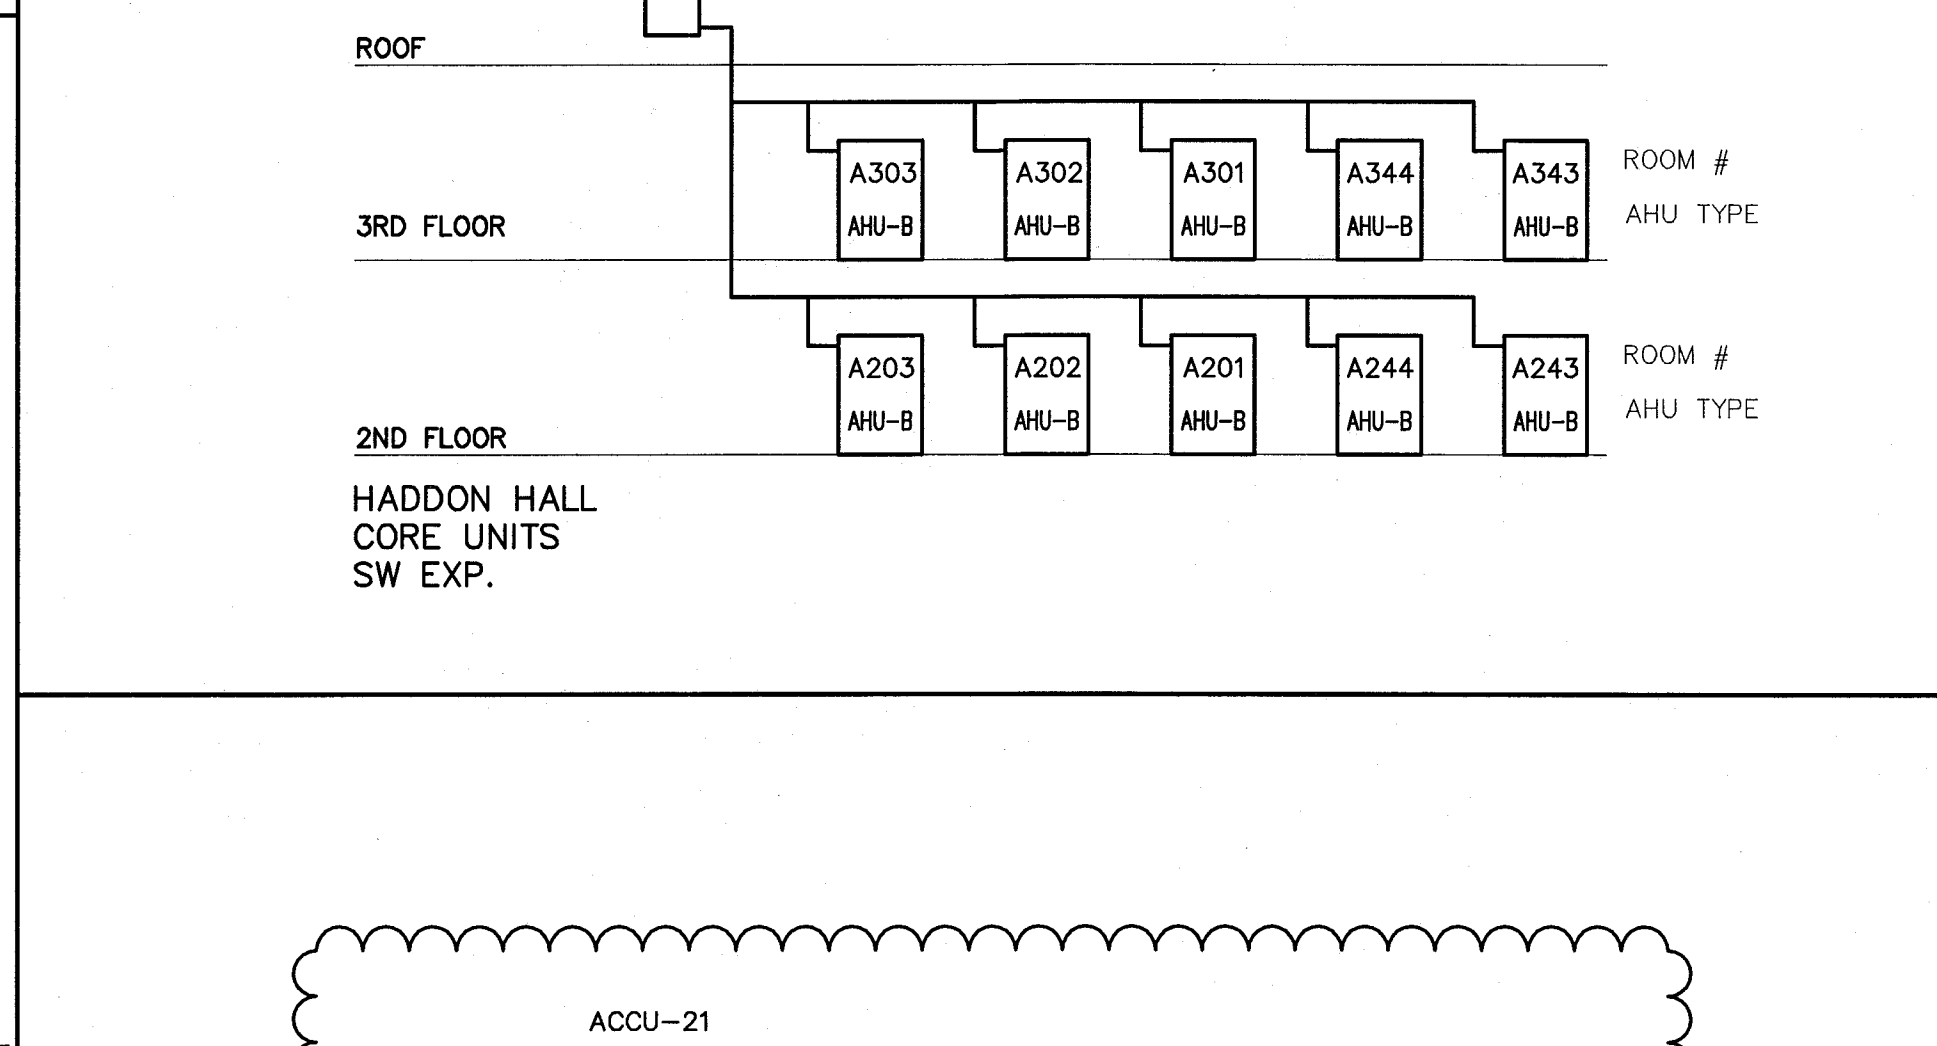 ROOF
A303 A302 A301 A344 A343 ROOM #
3RD FLOOR AHU-B AHU-B AHU-B AHU-B AHU-B AHU TYPE
A203 A202 A201 A244 A243 ROOM #
AHU-B AHU-B AHU-B AHU-B AHU-B AHU TYPE
2ND FLOOR
HADDON HALL
CORE UNITS
SW EXP.
ACCU-21